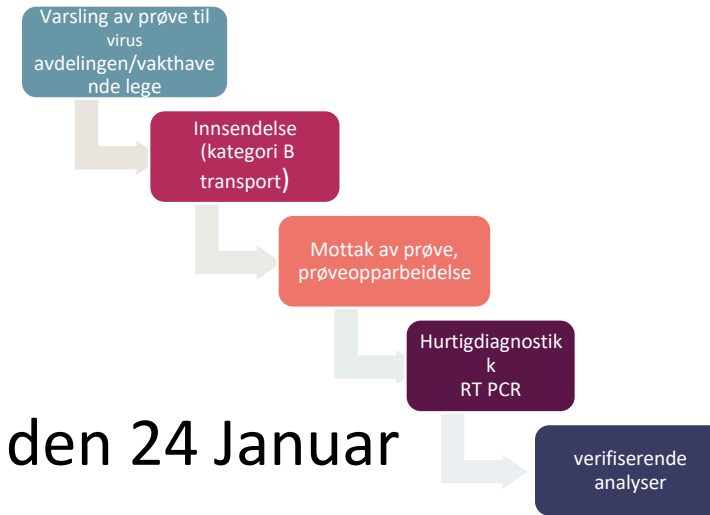 Varsling av prøve til
virus
avdelingen/vakthave
nde lege
Innsendelse
(kategori B
transport)
Mottak av prøve,
prøveopparbeidelse
Hurtigdiagnostik
k
RT PCR
den 24 Januar
verifiserende
analyser